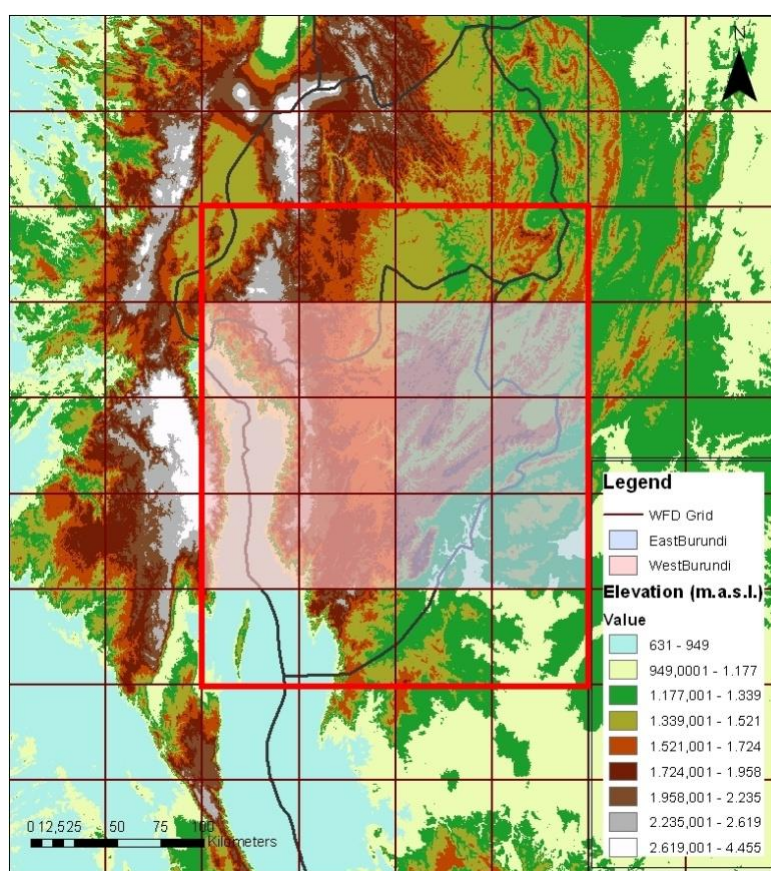 N
Legend
WFD Grid
EastBurundi
WestBurundi
Elevation (m.a.s.l.)
Value
631 - 949
949,0001 - 1.177
1.177,001 - 1.339
1.339,001 - 1.521
1.521,001 - 1.724
1.724,001 - 1.958
1.958,001 - 2.235
2.235,001 - 2.619
2.619,001 - 4.455
0 12,525 50 75 100
Kilometers